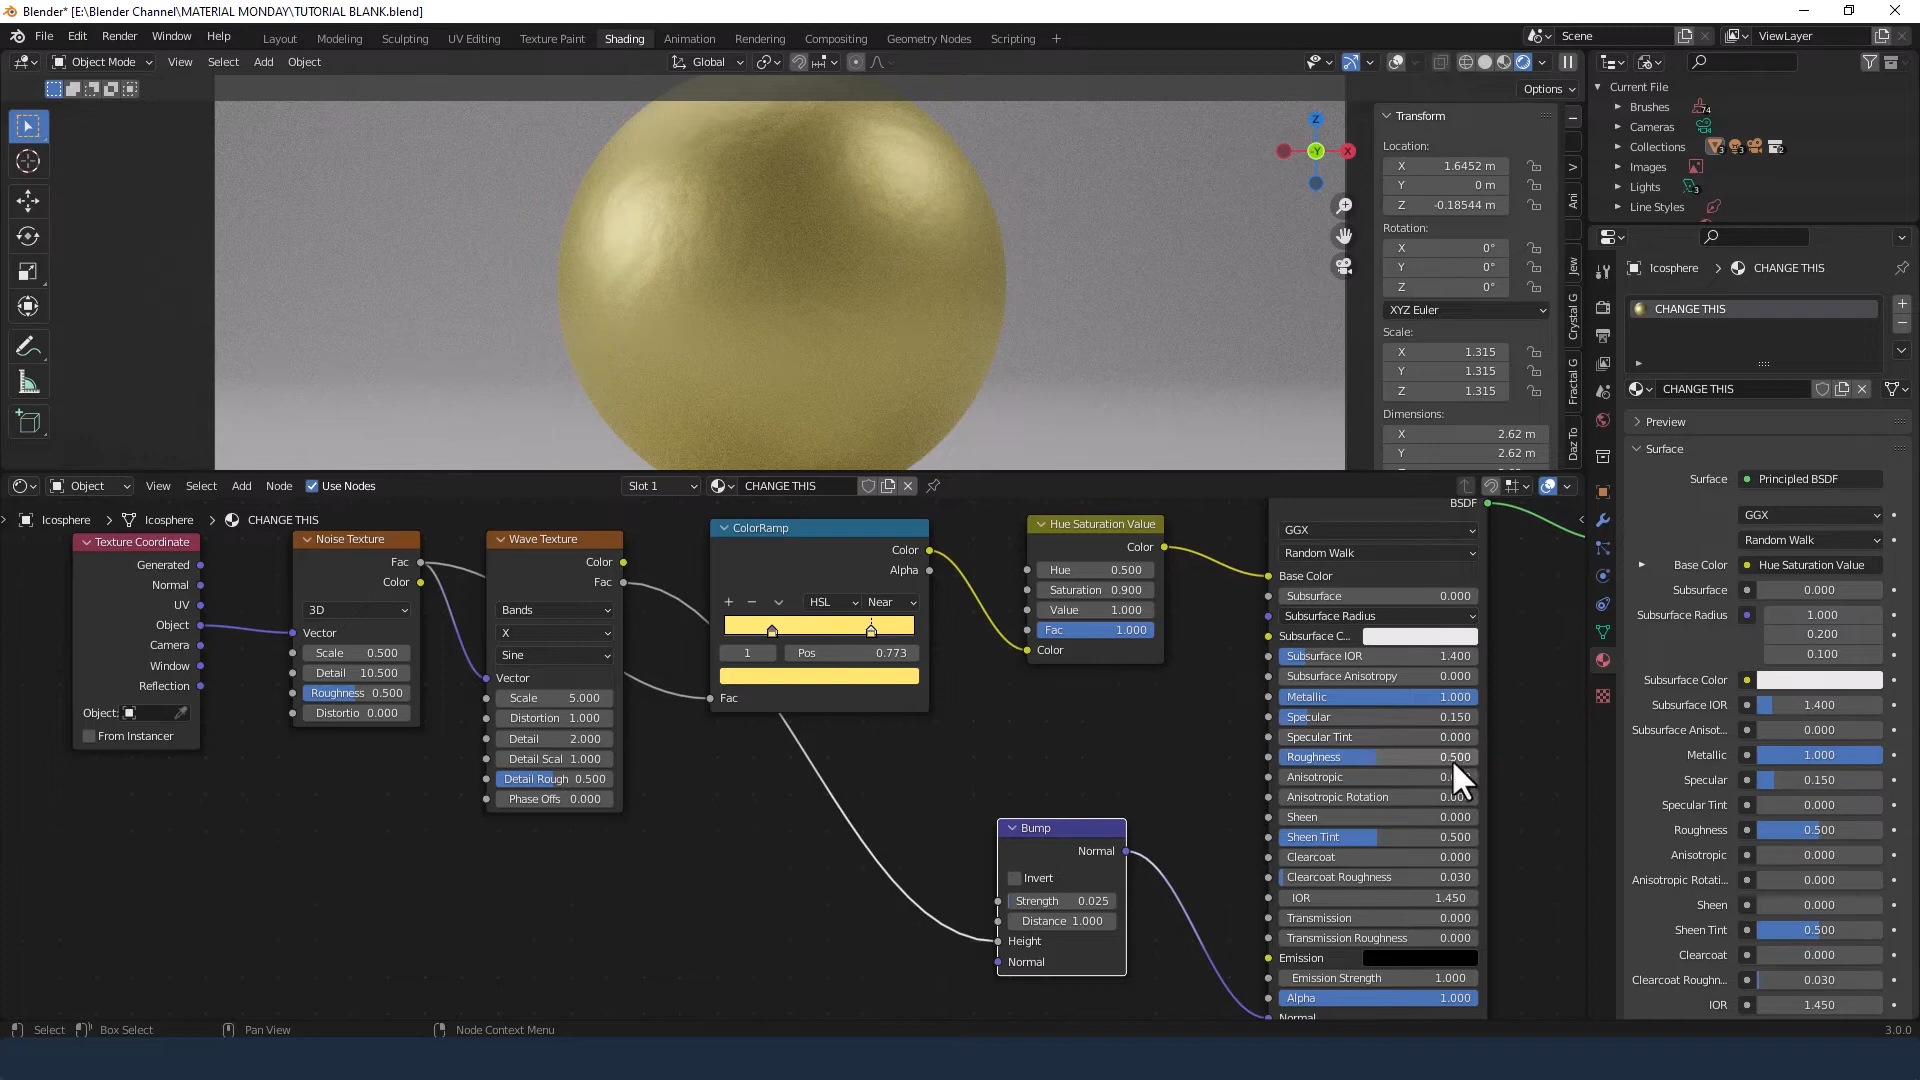 Blender* [E:\Blender Channel\MATERIAL MONDAY\TUTORIAL BLANK.blend]
File Edit Render Window Help Layout Modeling Sculpting UV Editing Texture Paint Shading Animation Rendering Compositing Geometry Nodes Scripting + Scene ViewLayer
Object Mode View Select Add Object Global
Options
Transform
Location:
X 1.6452 m
Y 0 m
Z -0.18544 m
Rotation:
X 0°
Y 0°
Z 0°
XYZ Euler
Scale:
X 1.315
Y 1.315
Z 1.315
Dimensions:
X 2.62 m
Y 2.62 m
Z X -Y
V
Ani
Jew
Crystal G
Fractal G
Daz To
Current File
Brushes 74
Cameras
Collections 3 3 2
Images
Lights 3
Line Styles
Icosphere > CHANGE THIS
CHANGE THIS
CHANGE THIS
Preview
Surface
Surface Principled BSDF
GGX
Random Walk
Base Color Hue Saturation Value
Subsurface 0.000
Subsurface Radius 1.000
0.200
0.100
Subsurface Color
Subsurface IOR 1.400
Subsurface Anisot... 0.000
Metallic 1.000
Specular 0.150
Specular Tint 0.000
Roughness 0.500
Anisotropic 0.000
Anisotropic Rotati... 0.000
Sheen 0.000
Sheen Tint 0.500
Clearcoat 0.000
Clearcoat Roughn... 0.030
IOR 1.450
Object View Select Add Node Use Nodes Slot 1 CHANGE THIS
Icosphere > Icosphere > CHANGE THIS
Texture Coordinate
Generated
Normal
UV
Object
Camera
Window
Reflection
Object:
From Instancer
Noise Texture
Fac
Color
3D
Vector
Scale 0.500
Detail 10.500
Roughness 0.500
Distortio 0.000
Wave Texture
Color
Fac
Bands
X
Sine
Vector
Scale 5.000
Distortion 1.000
Detail 2.000
Detail Scal 1.000
Detail Rough 0.500
Phase Offs 0.000
ColorRamp
Color
Alpha
+ − HSL Near
1 Pos 0.773
Fac
Hue Saturation Value
Color
Hue 0.500
Saturation 0.900
Value 1.000
Fac 1.000
Color
Bump
Normal
Invert
Strength 0.025
Distance 1.000
Height
Normal
BSDF
GGX
Random Walk
Base Color
Subsurface 0.000
Subsurface Radius
Subsurface C...
Subsurface IOR 1.400
Subsurface Anisotropy 0.000
Metallic 1.000
Specular 0.150
Specular Tint 0.000
Roughness 0.500
Anisotropic
Anisotropic Rotation
Sheen 0.000
Sheen Tint 0.500
Clearcoat 0.000
Clearcoat Roughness 0.030
IOR 1.450
Transmission 0.000
Transmission Roughness 0.000
Emission
Emission Strength 1.000
Alpha 1.000
Normal
Select Box Select Pan View Node Context Menu 3.0.0